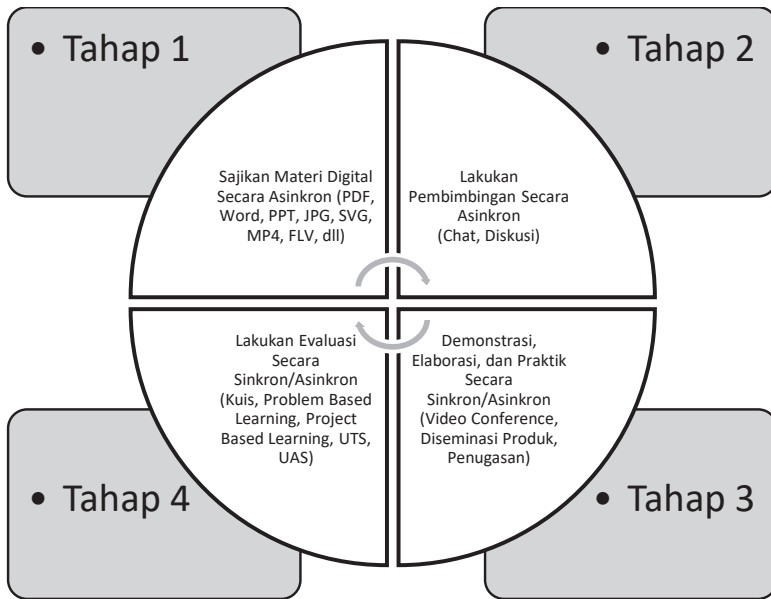 • Tahap 1
Sajikan Materi Digital
Secara Asinkron (PDF,
Word, PPT, JPG, SVG,
MP4, FLV, dll)
• Tahap 2
Lakukan
Pembimbingan Secara
Asinkron
(Chat, Diskusi)
Demonstrasi,
Elaborasi, dan Praktik
Secara
Sinkron/Asinkron
(Video Conference,
Diseminasi Produk,
Penugasan)
• Tahap 3
Lakukan Evaluasi
Secara
Sinkron/Asinkron
(Kuis, Problem Based
Learning, Project
Based Learning, UTS,
UAS)
• Tahap 4